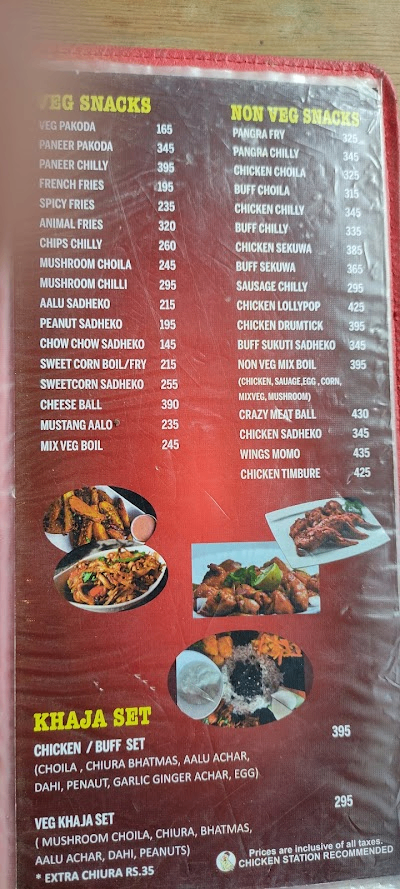 VEG SNACKS
VEG PAKODA 165
PANEER PAKODA 345
PANEER CHILLY 395
FRENCH FRIES 195
SPICY FRIES 235
ANIMAL FRIES 320
CHIPS CHILLY 260
MUSHROOM CHOILA 245
MUSHROOM CHILLI 295
AALU SADHEKO 215
PEANUT SADHEKO 195
CHOW CHOW SADHEKO 145
SWEET CORN BOIL/FRY 215
SWEETCORN SADHEKO 255
CHEESE BALL 390
MUSTANG AALO 235
MIX VEG BOIL 245
NON VEG SNACKS
PANGRA FRY 325
PANGRA CHILLY 345
CHICKEN CHOILA 325
BUFF CHOILA 315
CHICKEN CHILLY 345
BUFF CHILLY 335
CHICKEN SEKUWA 385
BUFF SEKUWA 365
SAUSAGE CHILLY 295
CHICKEN LOLLYPOP 425
CHICKEN DRUMTICK 395
BUFF SUKUTI SADHEKO 345
NON VEG MIX BOIL 395
(CHICKEN, SAUAGE,EGG , CORN,
MIXVEG, MUSHROOM)
CRAZY MEAT BALL 430
CHICKEN SADHEKO 345
WINGS MOMO 435
CHICKEN TIMBURE 425
KHAJA SET
CHICKEN / BUFF SET 395
(CHOILA , CHIURA BHATMAS, AALU ACHAR,
DAHI, PENAUT, GARLIC GINGER ACHAR, EGG)
VEG KHAJA SET 295
( MUSHROOM CHOILA, CHIURA, BHATMAS,
AALU ACHAR, DAHI, PEANUTS)
* EXTRA CHIURA RS.35
Prices are inclusive of all taxes.
CHICKEN STATION RECOMMENDED